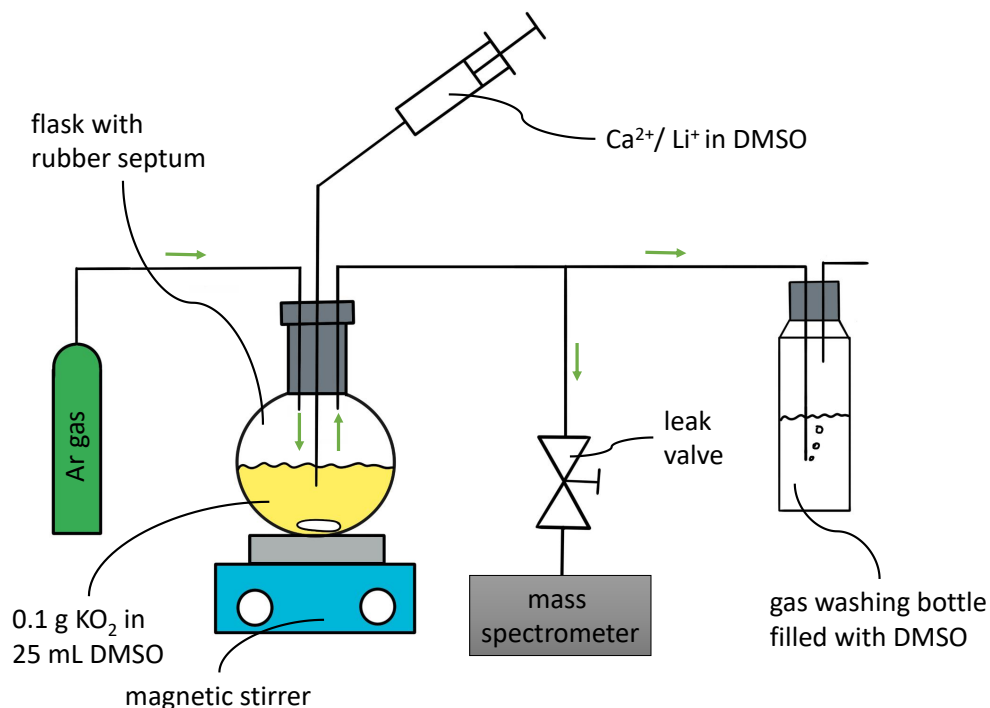 flask with
rubber septum
Ca²⁺/ Li⁺ in DMSO
Ar gas
leak
valve
0.1 g KO₂ in
25 mL DMSO
magnetic stirrer
mass
spectrometer
gas washing bottle
filled with DMSO